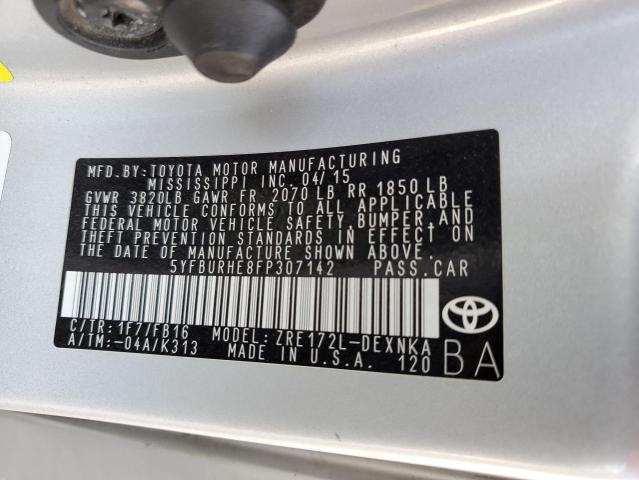 MFD.BY:TOYOTA MOTOR MANUFACTURING
MISSISSIPPI INC. 04/15
GVWR 3820LB GAWR FR 2070 LB RR 1850 LB
THIS VEHICLE CONFORMS TO ALL APPLICABLE
FEDERAL MOTOR VEHICLE SAFETY, BUMPER,AND
THEFT PREVENTION STANDARDS IN EFFECT ON
THE DATE OF MANUFACTURE SHOWN ABOVE.
5YFBURHE8FP307142 PASS.CAR
C/TR: 1F7/FB16 MODEL: ZRE172L-DEXNKA
A/TM:-04A/K313 MADE IN U.S.A. 120
BA